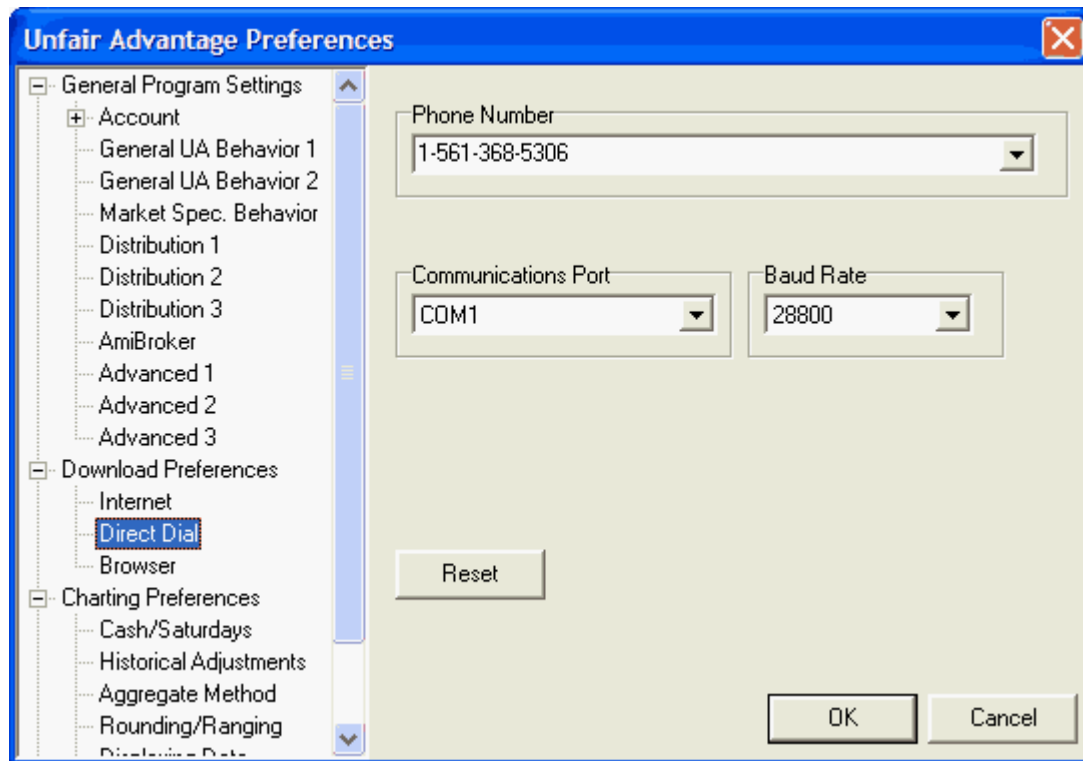 Unfair Advantage Preferences
General Program Settings
Account
General UA Behavior 1
General UA Behavior 2
Market Spec. Behavior
Distribution 1
Distribution 2
Distribution 3
AmiBroker
Advanced 1
Advanced 2
Advanced 3
Download Preferences
Internet
Direct Dial
Browser
Charting Preferences
Cash/Saturdays
Historical Adjustments
Aggregate Method
Rounding/Ranging
Phone Number
1-561-368-5306
Communications Port
COM1
Baud Rate
28800
Reset
OK
Cancel